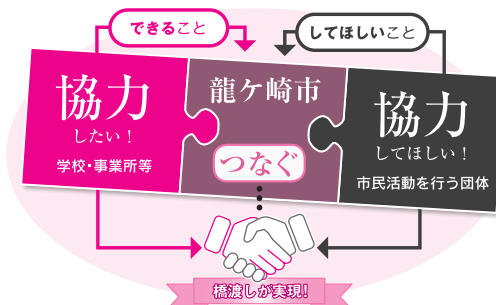 できること
してほしいこと
協力
したい！
学校・事業所等
龍ケ崎市
つなぐ
協力
してほしい！
市民活動を行う団体
橋渡しが実現！